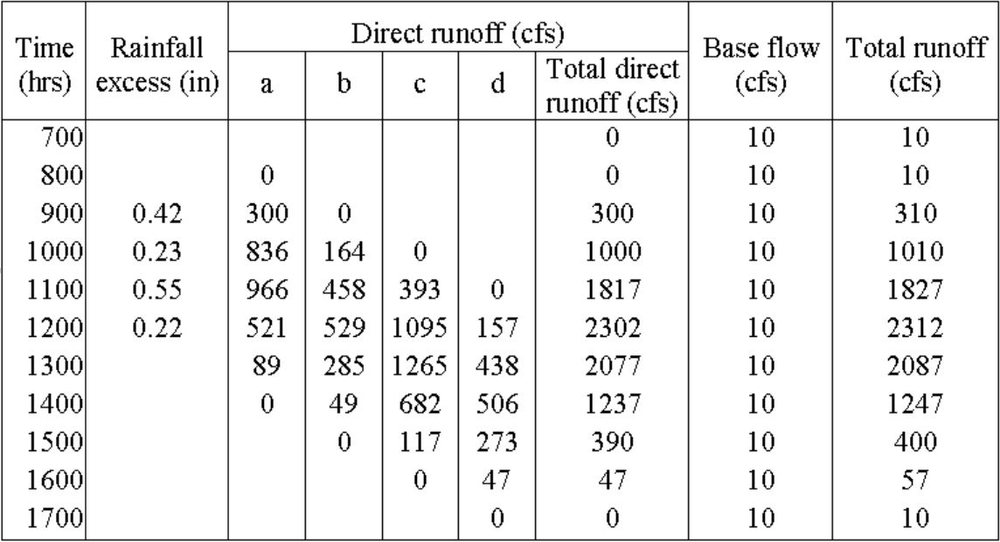 Time (hrs) Rainfall excess (in) Direct runoff (cfs) Base flow (cfs) Total runoff (cfs)
a b c d Total direct runoff (cfs)
700 0 10 10
800 0 0 10 10
900 0.42 300 0 300 10 310
1000 0.23 836 164 0 1000 10 1010
1100 0.55 966 458 393 0 1817 10 1827
1200 0.22 521 529 1095 157 2302 10 2312
1300 89 285 1265 438 2077 10 2087
1400 0 49 682 506 1237 10 1247
1500 0 117 273 390 10 400
1600 0 47 47 10 57
1700 0 0 10 10